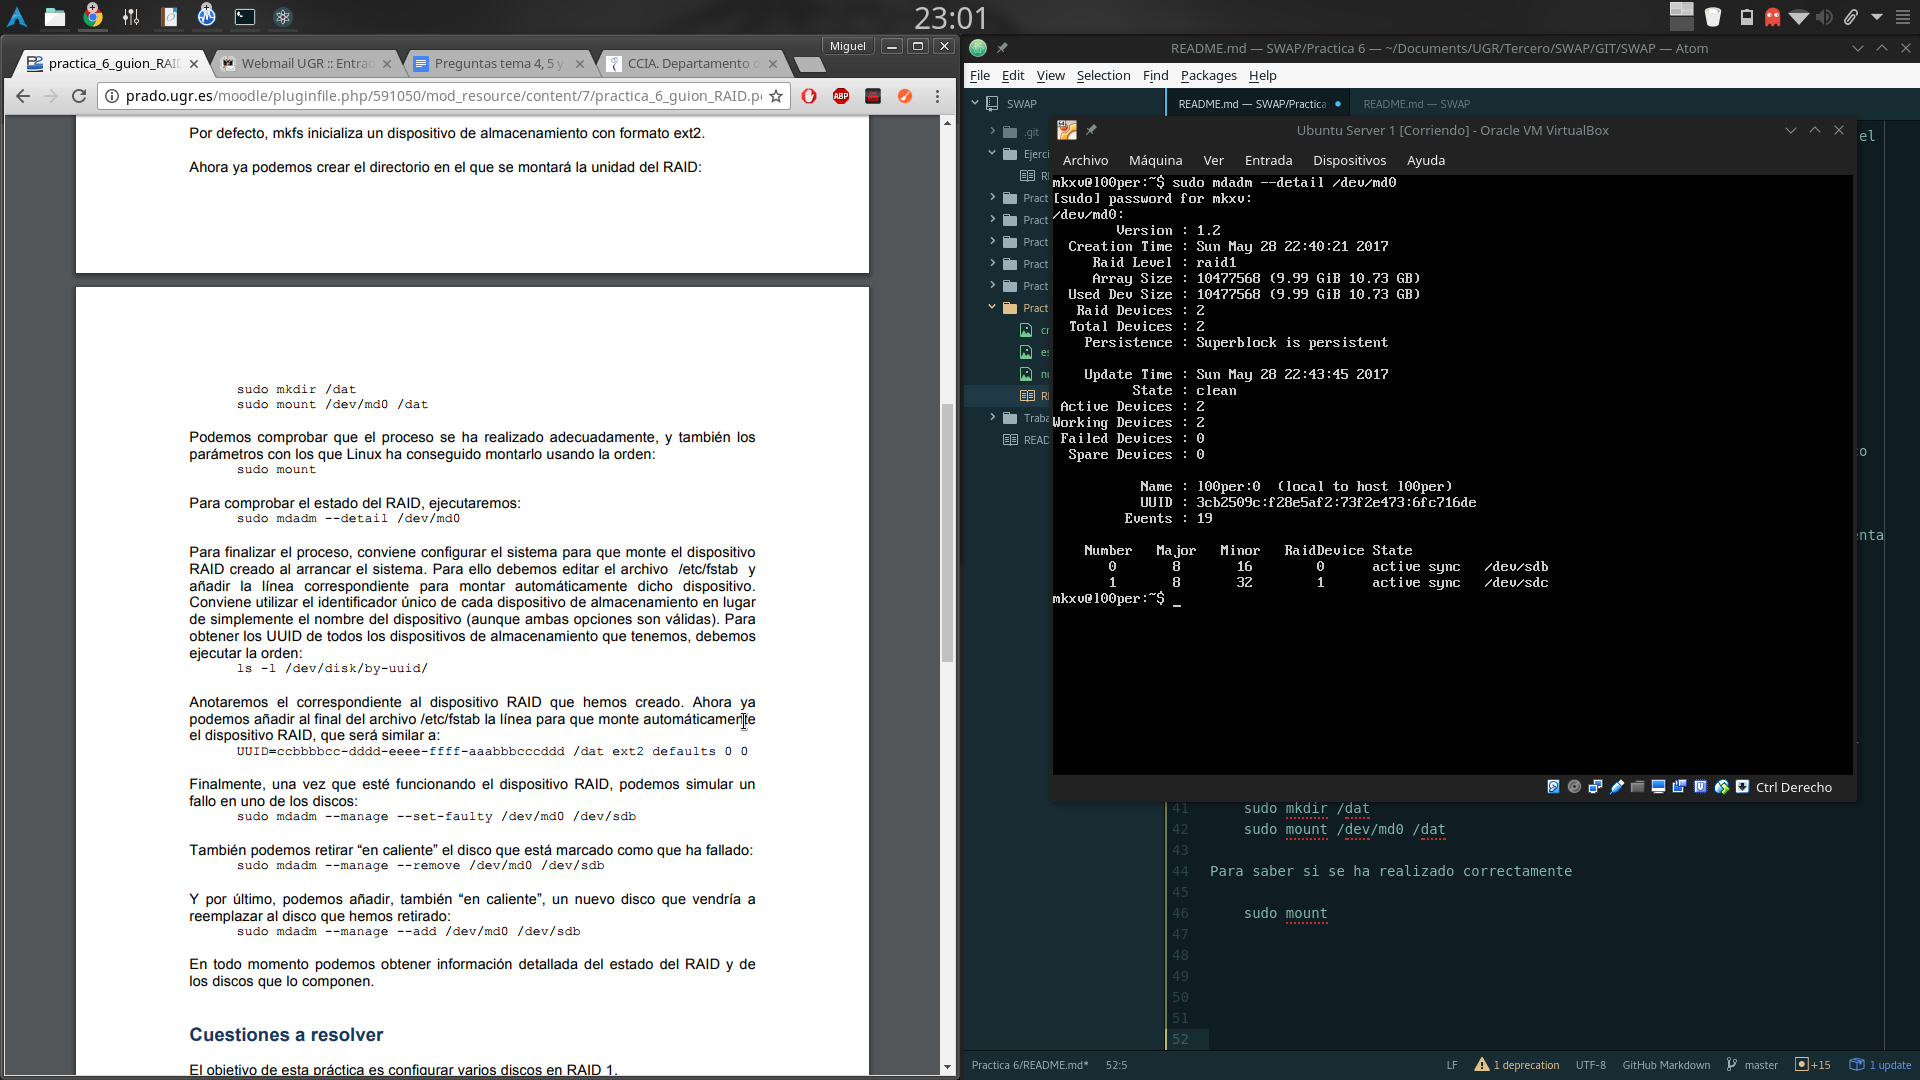 23:01
Miguel
practica_6_guion_RAI
Webmail UGR :: Entra
Preguntas tema 4, 5 y
CCIA. Departamento d
prado.ugr.es/moodle/pluginfile.php/591050/mod_resource/content/7/practica_6_guion_RAID.p
ABP
Por defecto, mkfs inicializa un dispositivo de almacenamiento con formato ext2.
Ahora ya podemos crear el directorio en el que se montará la unidad del RAID:
sudo mkdir /dat
sudo mount /dev/md0 /dat
Podemos comprobar que el proceso se ha realizado adecuadamente, y también los
parámetros con los que Linux ha conseguido montarlo usando la orden:
sudo mount
Para comprobar el estado del RAID, ejecutaremos:
sudo mdadm --detail /dev/md0
Para finalizar el proceso, conviene configurar el sistema para que monte el dispositivo
RAID creado al arrancar el sistema. Para ello debemos editar el archivo /etc/fstab y
añadir la línea correspondiente para montar automáticamente dicho dispositivo.
Conviene utilizar el identificador único de cada dispositivo de almacenamiento en lugar
de simplemente el nombre del dispositivo (aunque ambas opciones son válidas). Para
obtener los UUID de todos los dispositivos de almacenamiento que tenemos, debemos
ejecutar la orden:
ls -l /dev/disk/by-uuid/
Anotaremos el correspondiente al dispositivo RAID que hemos creado. Ahora ya
podemos añadir al final del archivo /etc/fstab la línea para que monte automáticamente
el dispositivo RAID, que será similar a:
UUID=ccbbbbcc-dddd-eeee-ffff-aaabbbcccddd /dat ext2 defaults 0 0
Finalmente, una vez que esté funcionando el dispositivo RAID, podemos simular un
fallo en uno de los discos:
sudo mdadm --manage --set-faulty /dev/md0 /dev/sdb
También podemos retirar “en caliente” el disco que está marcado como que ha fallado:
sudo mdadm --manage --remove /dev/md0 /dev/sdb
Y por último, podemos añadir, también “en caliente”, un nuevo disco que vendría a
reemplazar al disco que hemos retirado:
sudo mdadm --manage --add /dev/md0 /dev/sdb
En todo momento podemos obtener información detallada del estado del RAID y de
los discos que lo componen.
Cuestiones a resolver
El objetivo de esta práctica es configurar varios discos en RAID 1.
README.md — SWAP/Practica 6 — ~/Documents/UGR/Tercero/SWAP/GIT/SWAP — Atom
File Edit View Selection Find Packages Help
SWAP
README.md — SWAP/Practica
README.md — SWAP
.git
Ejerci
R
Pract
Pract
Pract
Pract
Pract
Pract
cr
es
nu
R
Traba
READ
el
o
nta
Ubuntu Server 1 [Corriendo] - Oracle VM VirtualBox
Archivo Máquina Ver Entrada Dispositivos Ayuda
mkxv@l00per:~$ sudo mdadm --detail /dev/md0
[sudo] password for mkxv:
/dev/md0:
Version : 1.2
Creation Time : Sun May 28 22:40:21 2017
Raid Level : raid1
Array Size : 10477568 (9.99 GiB 10.73 GB)
Used Dev Size : 10477568 (9.99 GiB 10.73 GB)
Raid Devices : 2
Total Devices : 2
Persistence : Superblock is persistent
Update Time : Sun May 28 22:43:45 2017
State : clean
Active Devices : 2
Working Devices : 2
Failed Devices : 0
Spare Devices : 0
Name : l00per:0 (local to host l00per)
UUID : 3cb2509c:f28e5af2:73f2e473:6fc716de
Events : 19
Number Major Minor RaidDevice State
0 8 16 0 active sync /dev/sdb
1 8 32 1 active sync /dev/sdc
mkxv@l00per:~$ _
Ctrl Derecho
41 sudo mkdir /dat
42 sudo mount /dev/md0 /dat
43
44 Para saber si se ha realizado correctamente
45
46 sudo mount
47
48
49
50
51
52
Practica 6/README.md* 52:5
LF 1 deprecation UTF-8 GitHub Markdown master +15 1 update